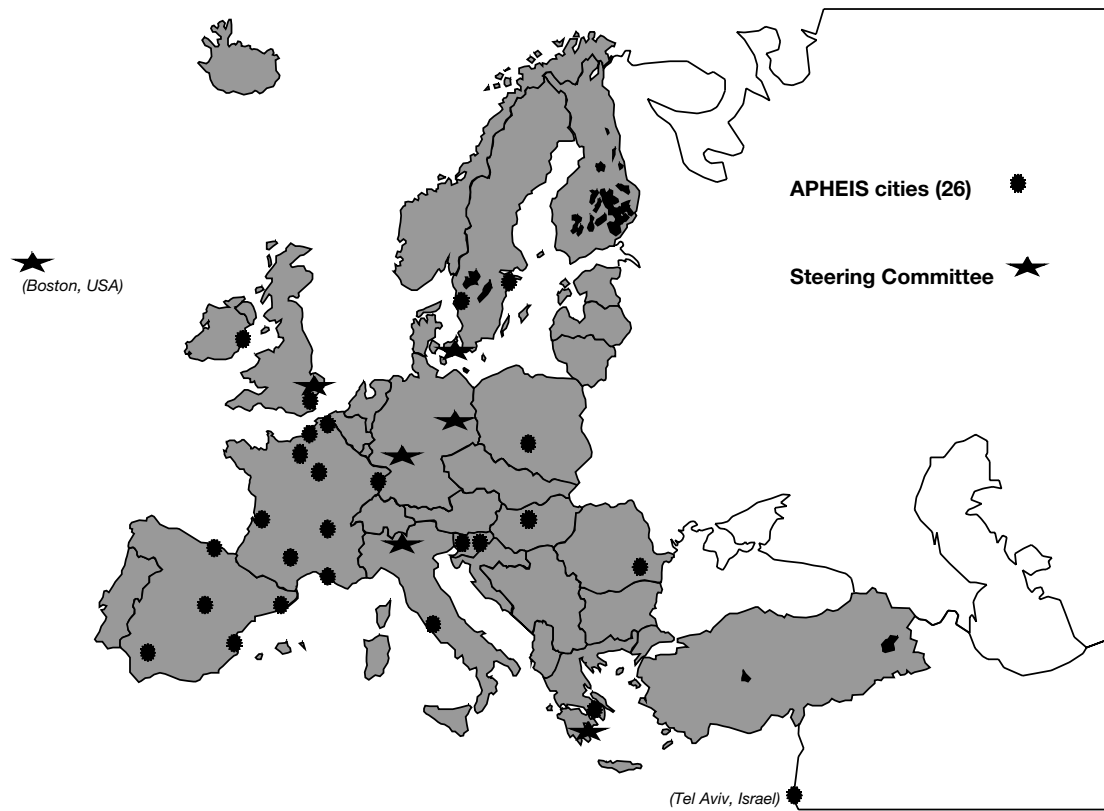 APHEIS cities (26)
(Boston, USA)
Steering Committee
(Tel Aviv, Israel)